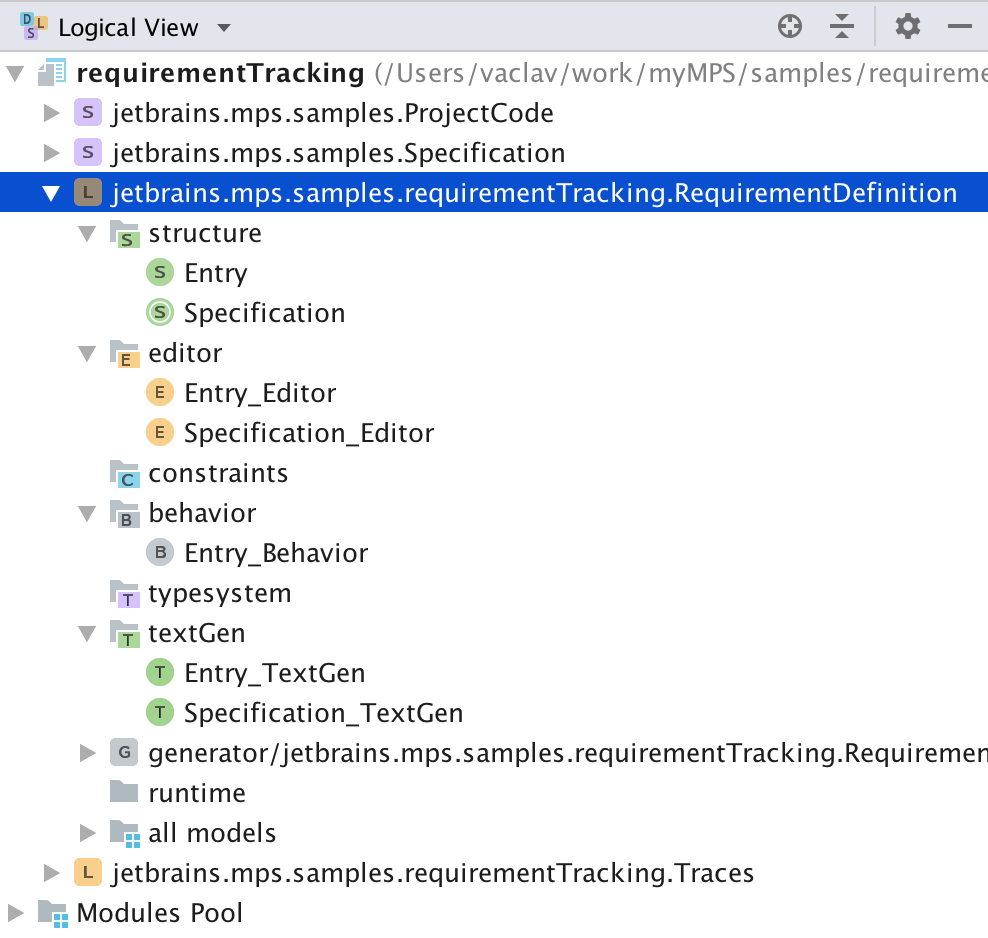 Logical View
requirementTracking (/Users/vaclav/work/myMPS/samples/requireme
S jetbrains.mps.samples.ProjectCode
S jetbrains.mps.samples.Specification
L jetbrains.mps.samples.requirementTracking.RequirementDefinition
S structure
S Entry
S Specification
E editor
E Entry_Editor
E Specification_Editor
C constraints
B behavior
B Entry_Behavior
T typesystem
T textGen
T Entry_TextGen
T Specification_TextGen
G generator/jetbrains.mps.samples.requirementTracking.Requiremen
runtime
all models
L jetbrains.mps.samples.requirementTracking.Traces
Modules Pool